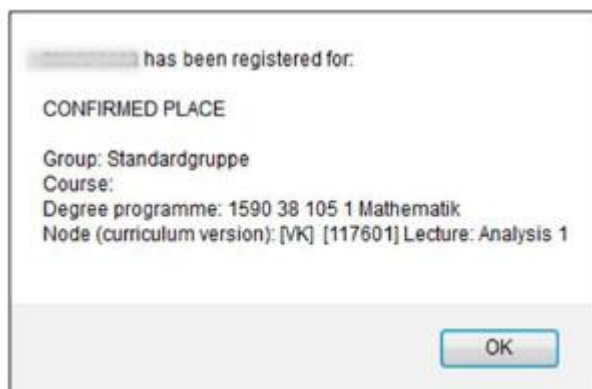 has been registered for:
CONFIRMED PLACE
Group: Standardgruppe
Course:
Degree programme: 1590 38 105 1 Mathematik
Node (curriculum version): [VK] [117601] Lecture: Analysis 1
OK